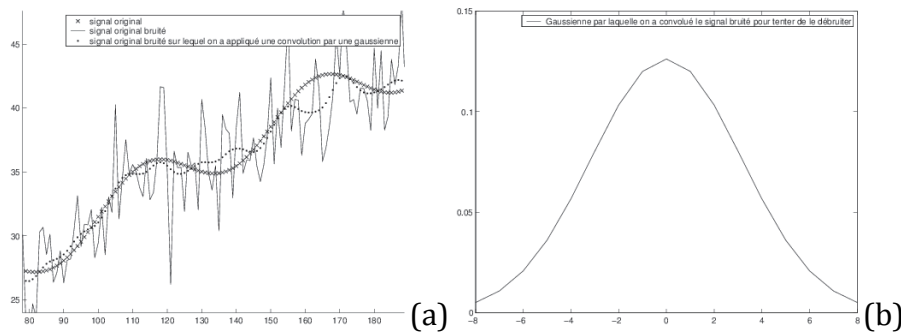 signal original
signal original bruité
signal original bruité sur lequel on a appliqué une convolution par une gaussienne
45
40
35
30
25
80 90 100 110 120 130 140 150 160 170 180
(a)
Gaussienne par laquelle on a convolué le signal bruité pour tenter de le débruiter
0.15
0.1
0.05
0
-8 -6 -4 -2 0 2 4 6 8
(b)